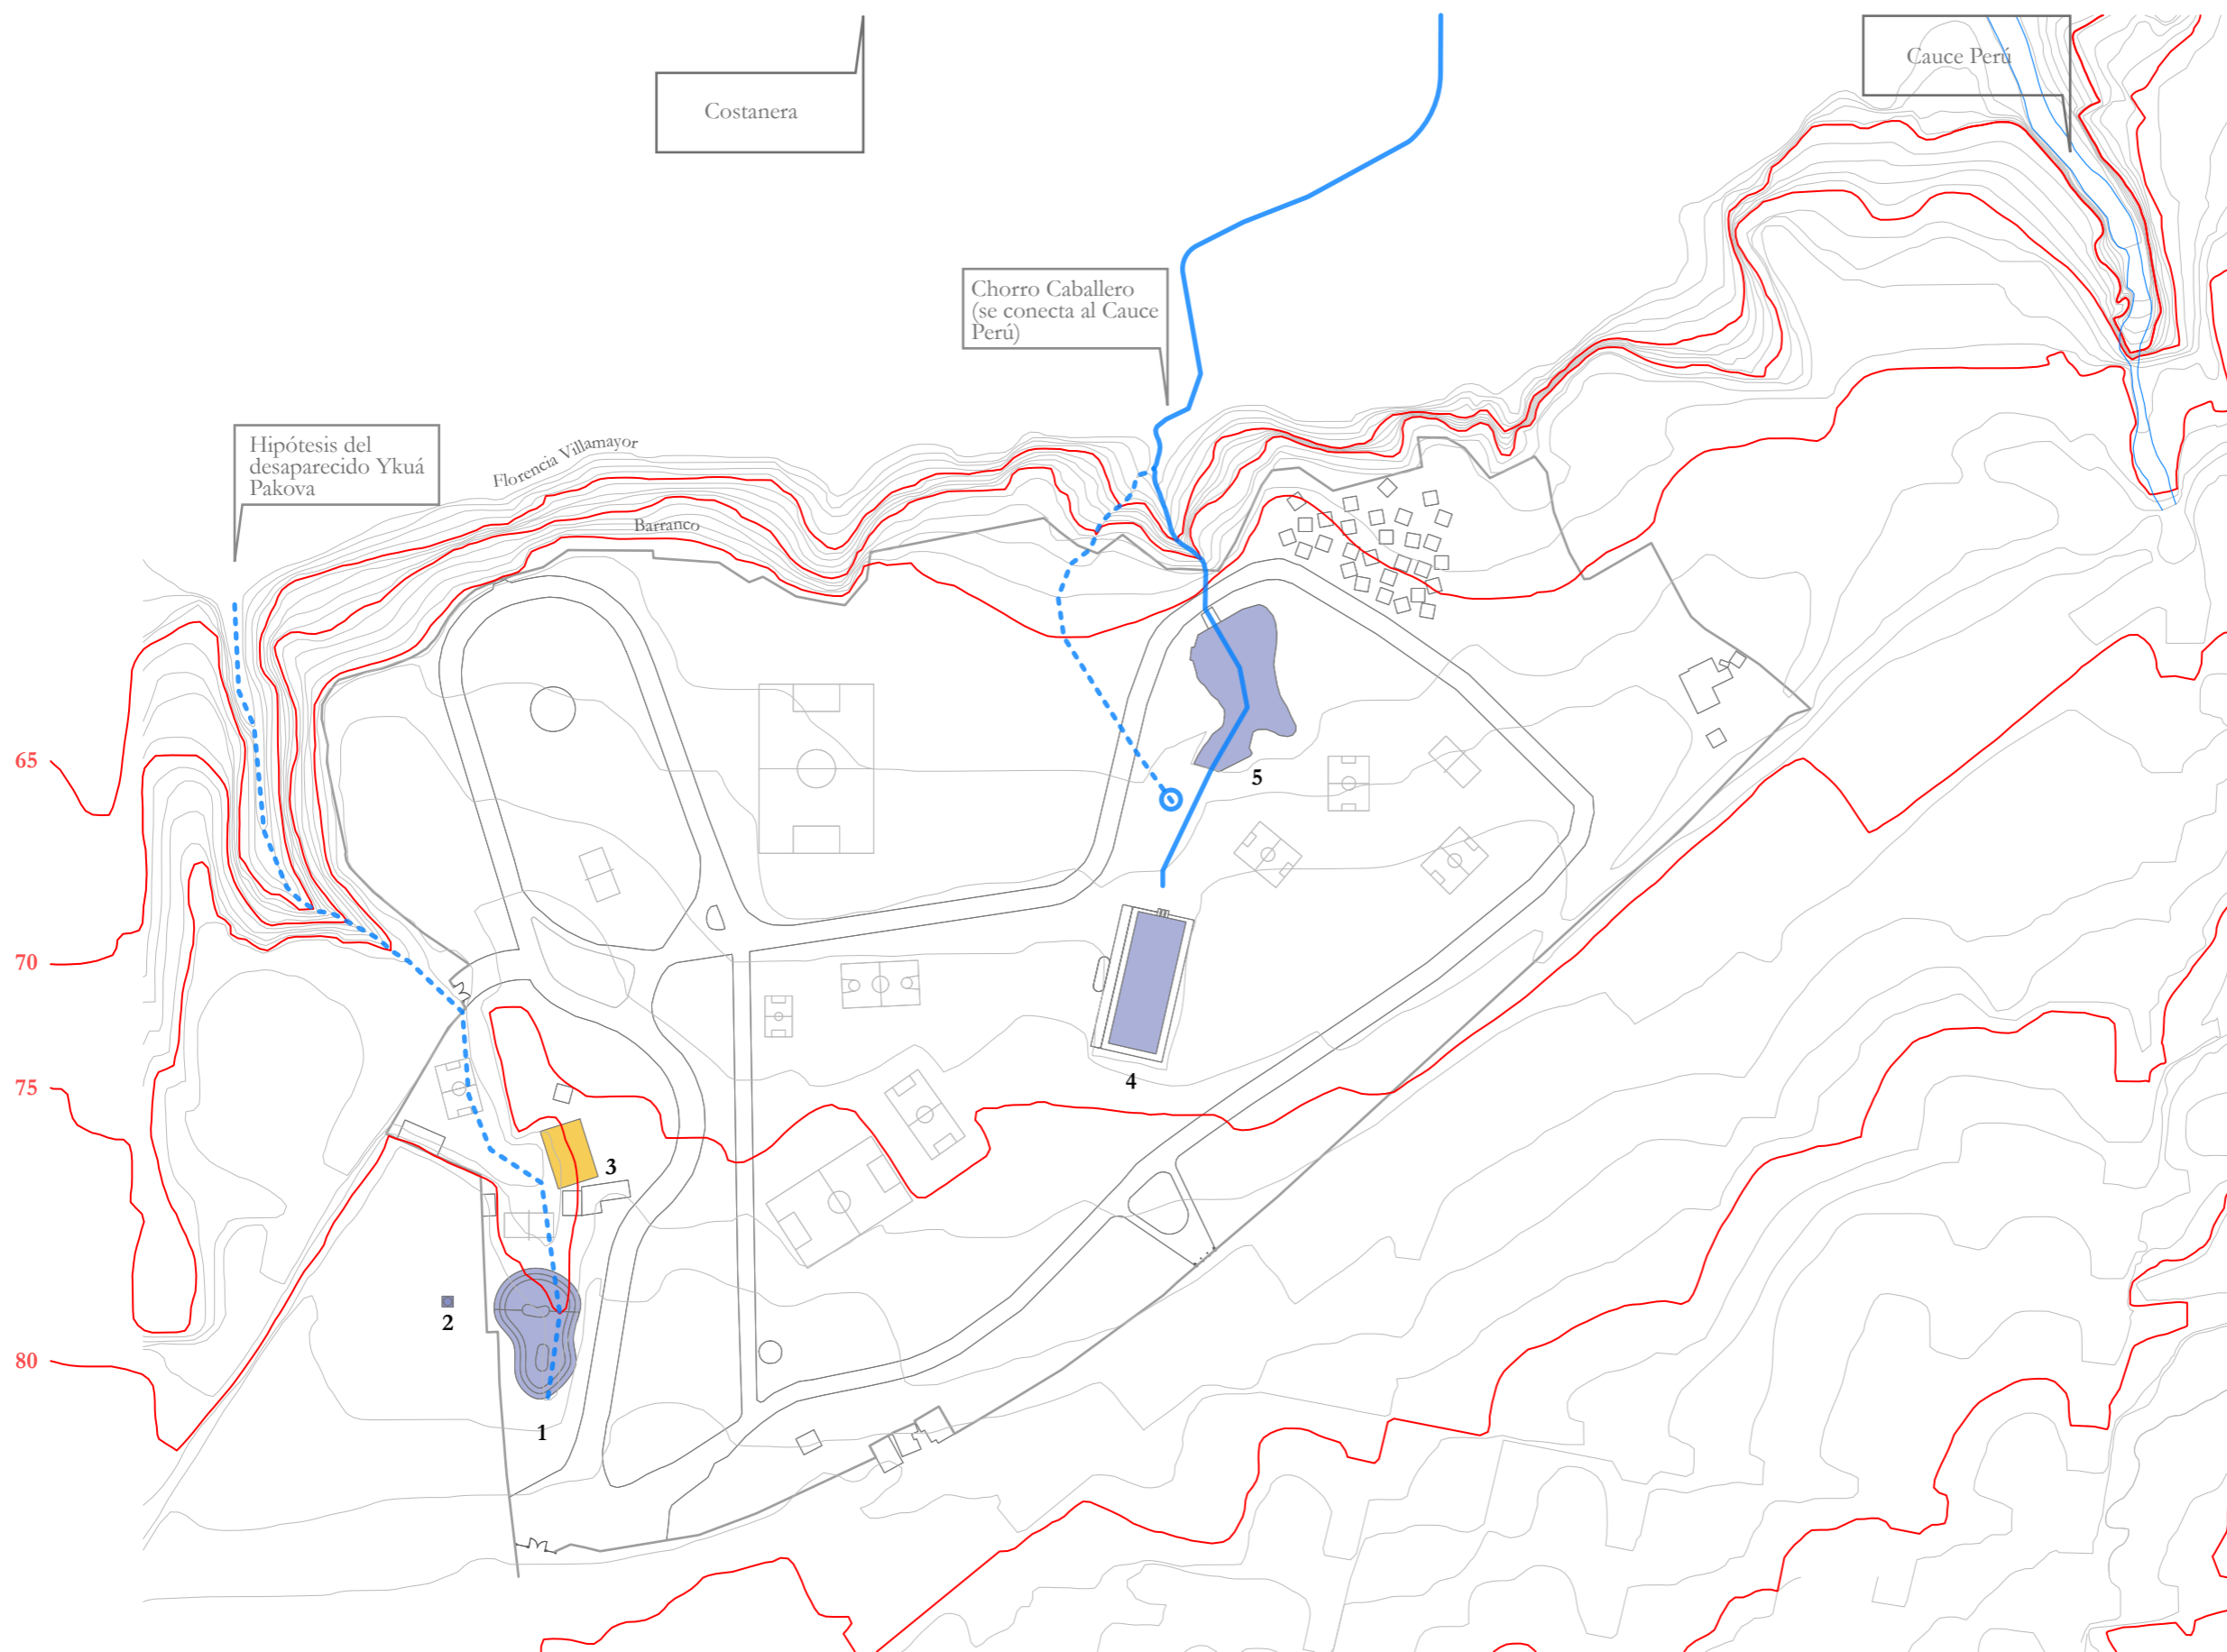 Cauce Perú
Costanera
Chorro Caballero
(se conecta al Cauce
Perú)
Hipótesis del
desaparecido Ykuá
Pakova
Florencia Villamayor
Barranco
65
5
70
75
4
3
2
80
1